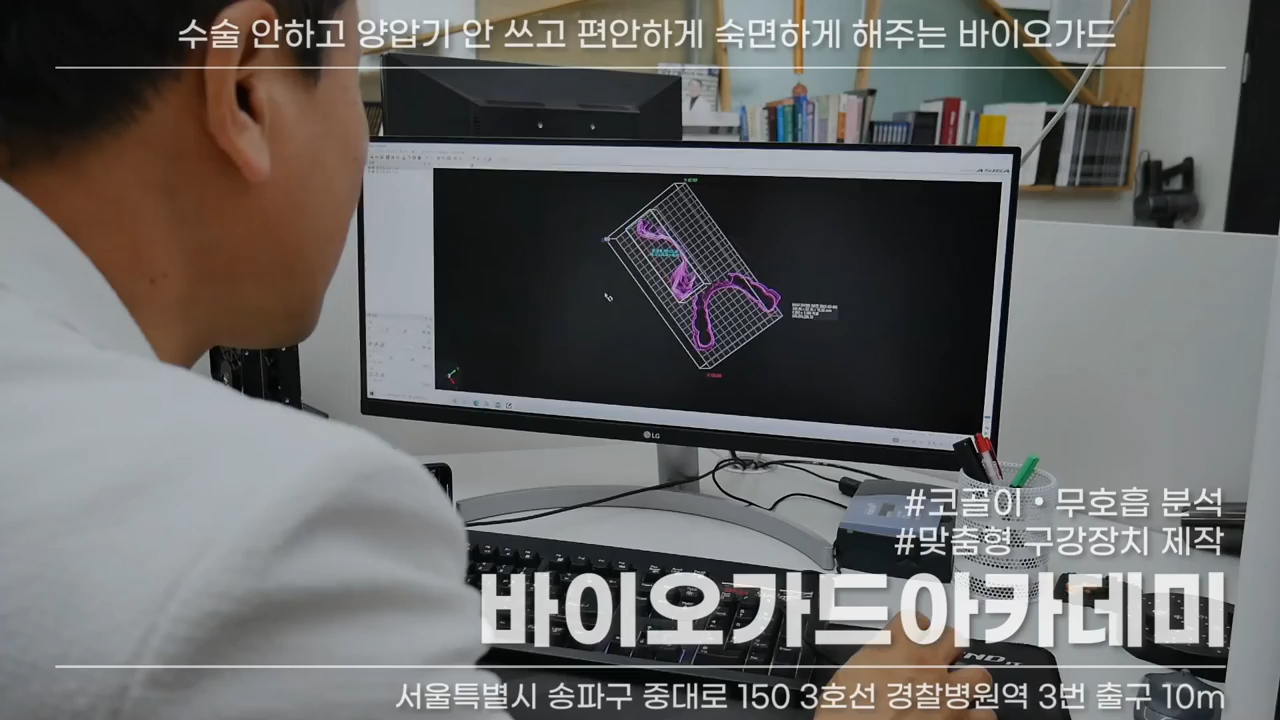 수술 안하고 양압기 안 쓰고 편안하게 숙면하게 해주는 바이오가드
LG
#코골이 • 무호흡 분석
#맞춤형 구강장치 제작
바이오가드아카데미
서울특별시 송파구 중대로 150 3호선 경찰병원역 3번 출구 10m